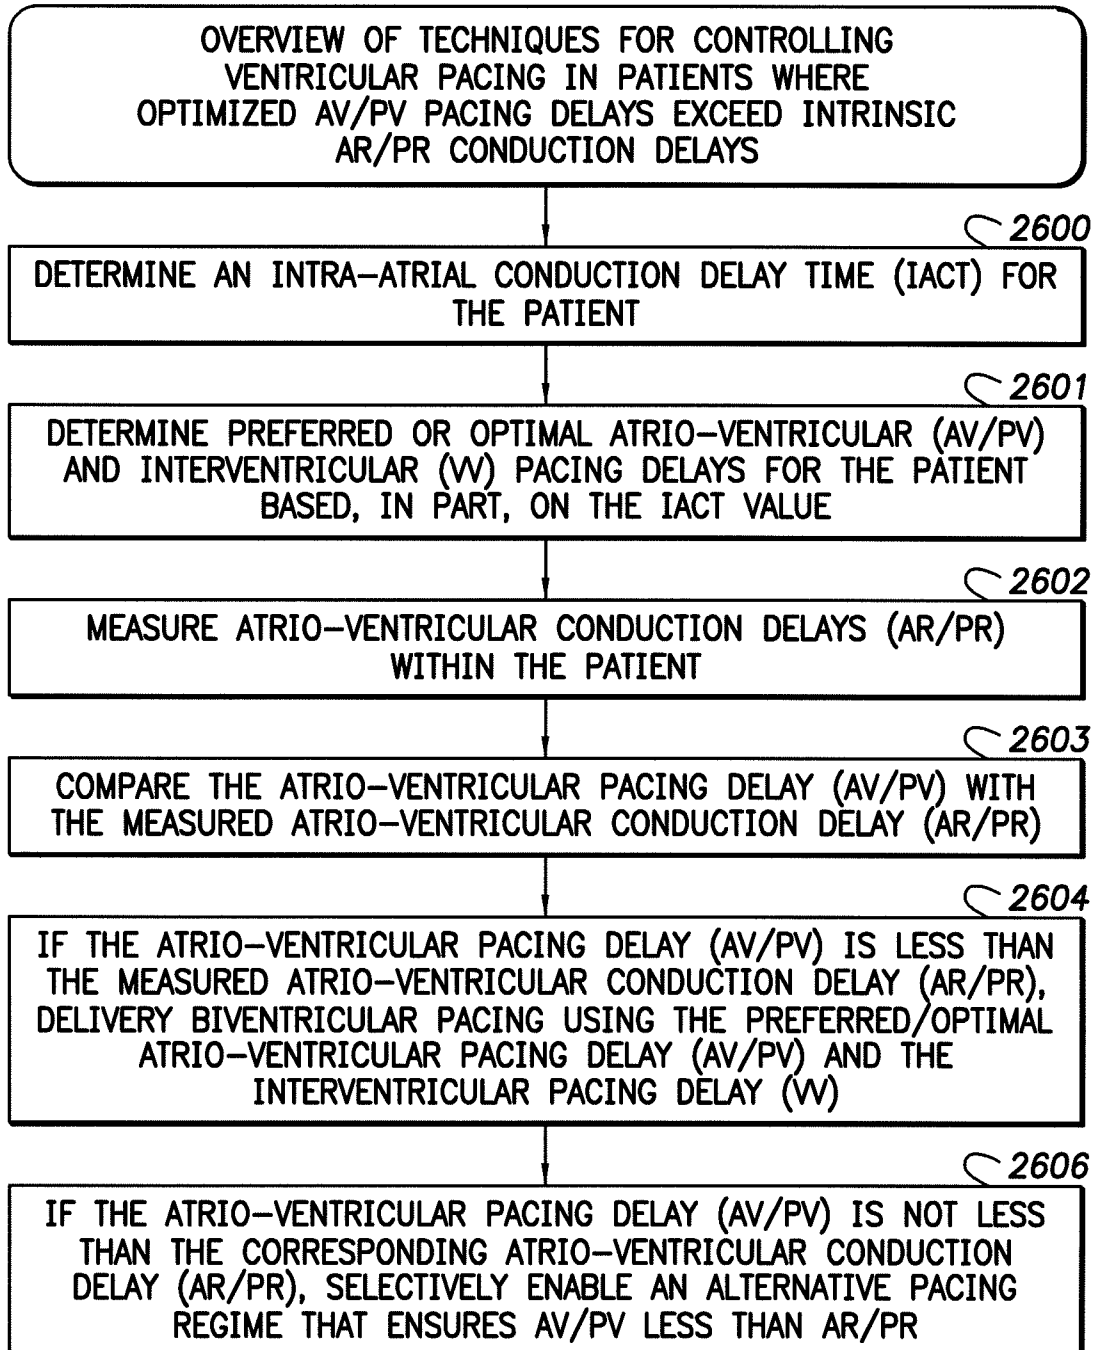 OVERVIEW OF TECHNIQUES FOR CONTROLLING
VENTRICULAR PACING IN PATIENTS WHERE
OPTIMIZED AV/PV PACING DELAYS EXCEED INTRINSIC
AR/PR CONDUCTION DELAYS
2600
DETERMINE AN INTRA-ATRIAL CONDUCTION DELAY TIME (IACT) FOR
THE PATIENT
2601
DETERMINE PREFERRED OR OPTIMAL ATRIO-VENTRICULAR (AV/PV)
AND INTERVENTRICULAR (VV) PACING DELAYS FOR THE PATIENT
BASED, IN PART, ON THE IACT VALUE
2602
MEASURE ATRIO-VENTRICULAR CONDUCTION DELAYS (AR/PR)
WITHIN THE PATIENT
2603
COMPARE THE ATRIO-VENTRICULAR PACING DELAY (AV/PV) WITH
THE MEASURED ATRIO-VENTRICULAR CONDUCTION DELAY (AR/PR)
2604
IF THE ATRIO-VENTRICULAR PACING DELAY (AV/PV) IS LESS THAN
THE MEASURED ATRIO-VENTRICULAR CONDUCTION DELAY (AR/PR),
DELIVERY BIVENTRICULAR PACING USING THE PREFERRED/OPTIMAL
ATRIO-VENTRICULAR PACING DELAY (AV/PV) AND THE
INTERVENTRICULAR PACING DELAY (VV)
2606
IF THE ATRIO-VENTRICULAR PACING DELAY (AV/PV) IS NOT LESS
THAN THE CORRESPONDING ATRIO-VENTRICULAR CONDUCTION
DELAY (AR/PR), SELECTIVELY ENABLE AN ALTERNATIVE PACING
REGIME THAT ENSURES AV/PV LESS THAN AR/PR